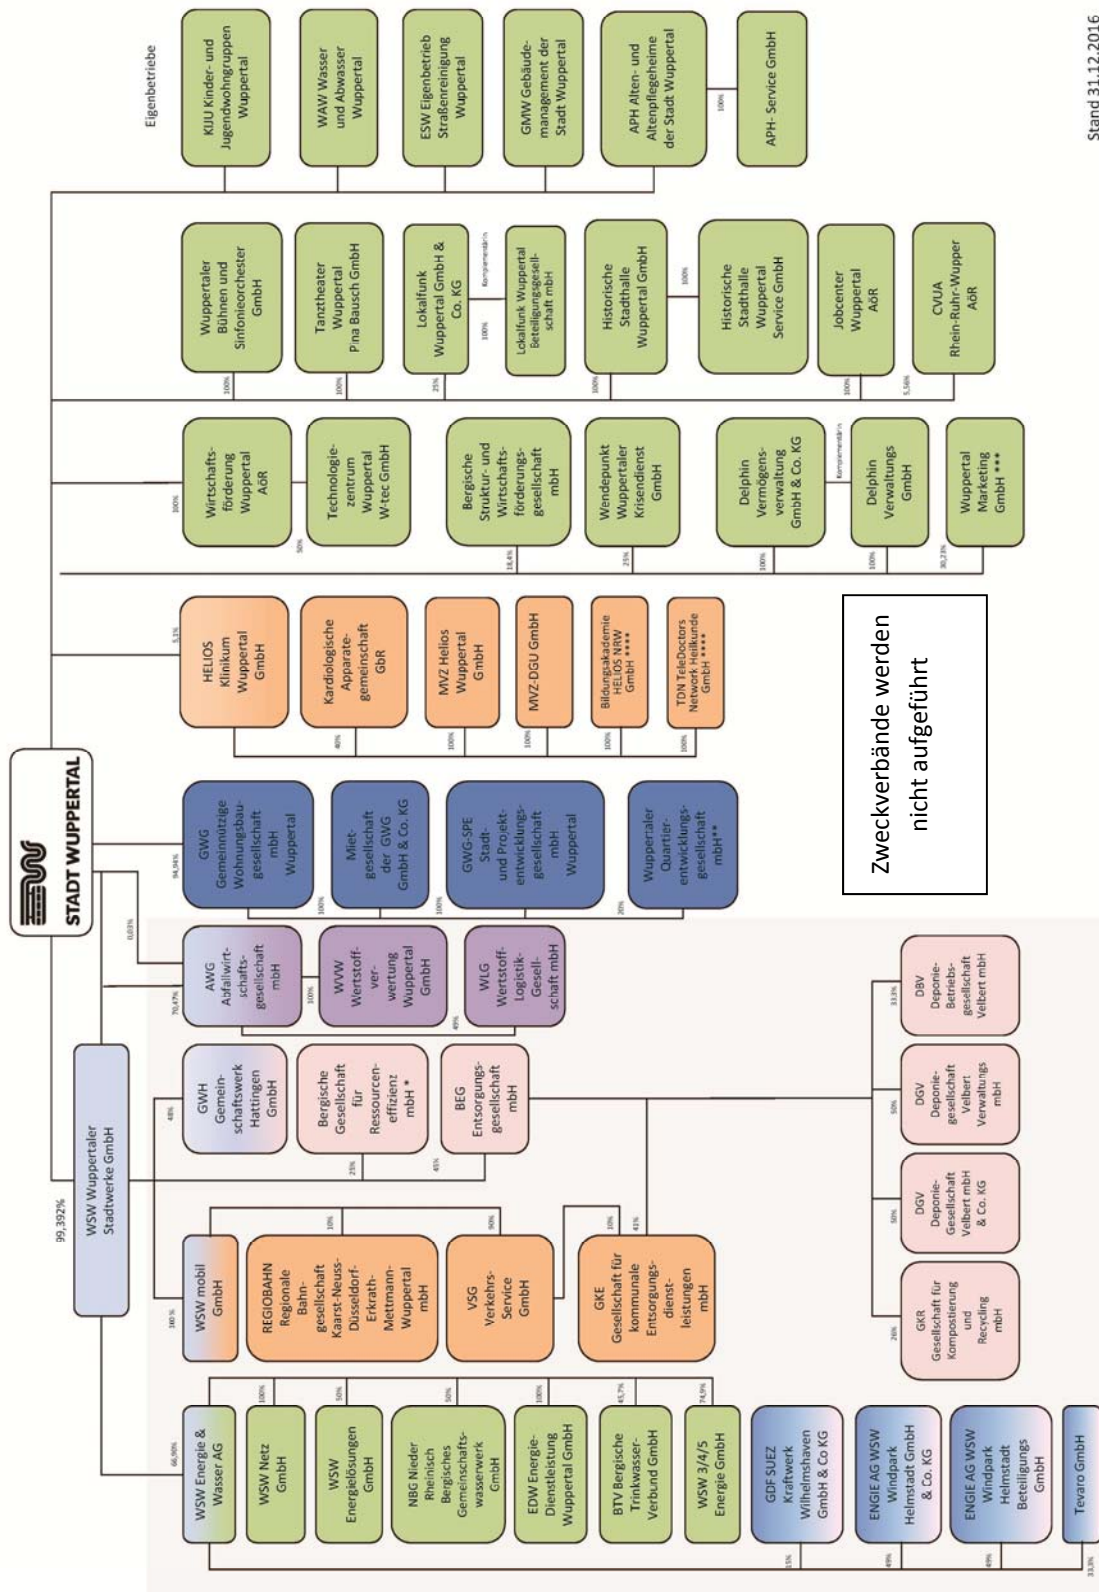 STADT WUPPERTAL
99,392%
WSW Wuppertaler
Stadtwerke GmbH
66,90%
WSW Energie &
Wasser AG
100%
WSW Netz
GmbH
50%
WSW
Energielösungen
GmbH
50%
NBG Nieder
Rheinisch
Bergisches
Gemeinschafts-
wasserwerk GmbH
100%
EDW Energie-
Dienstleistung
Wuppertal GmbH
45,7%
BTV Bergische
Trinkwasser-
Verbund GmbH
74,9%
WSW 3/4/5
Energie GmbH
15%
GDF SUEZ
Kraftwerk
Wilhelmshaven
GmbH & Co KG
49%
ENGIE AG WSW
Windpark
Helmstadt GmbH
& Co. KG
49%
ENGIE AG WSW
Windpark
Helmstadt
Beteiligungs
GmbH
33,3%
Tevaro GmbH
100 %
WSW mobil
GmbH
10%
REGIOBAHN
Regionale
Bahn-
gesellschaft
Kaarst-Neuss-
Düsseldorf-
Erkrath-
Mettmann-
Wuppertal
mbH
90%
VSG
Verkehrs-
Service
GmbH
10%
41%
GKE
Gesellschaft für
kommunale
Entsorgungs-
dienst-
leistungen
mbH
48%
GWH
Gemein-
schaftswerk
Hattingen
GmbH
25%
Bergische
Gesellschaft
für
Ressourcen-
effizienz
mbH *
45%
BEG
Entsorgungs-
gesellschaft
mbH
26%
GKR
Gesellschaft für
Kompostierung
und
Recycling
mbH
50%
DGV
Deponie-
Gesellschaft
Velbert mbH
& Co. KG
50%
DGV
Deponie-
gesellschaft
Velbert
Verwaltungs
mbH
33,3%
DBV
Deponie-
Betriebs-
gesellschaft
Velbert mbH
70,47%
0,03%
AWG
Abfallwirt-
schafts-
gesellschaft
mbH
100%
WVW
Wertstoff-
ver-
wertung
Wuppertal
GmbH
49%
WLG
Wertstoff-
Logistik-
Gesell-
schaft mbH
94,94%
GWG
Gemeinnützige
Wohnungsbau-
gesellschaft
mbH
Wuppertal
100%
Miet-
gesellschaft
der GWG
GmbH & Co. KG
100%
GWG-SPE
Stadt-
und Projekt-
entwicklungs-
gesellschaft
mbH
Wuppertal
20%
Wuppertaler
Quartier-
entwicklungs-
gesellschaft
mbH**
5,1%
HELIOS
Klinikum
Wuppertal
GmbH
40%
Kardiologische
Apparate-
gemeinschaft
GbR
100%
MVZ Helios
Wuppertal
GmbH
100%
MVZ-DGU GmbH
100%
Bildungsakademie
HELIOS NRW
GmbH ****
100%
TDN TeleDoctors
Network Heilkunde
GmbH ****
100%
Wirtschafts-
förderung
Wuppertal
AöR
50%
Technologie-
zentrum
Wuppertal
W-tec GmbH
18,4%
Bergische
Struktur- und
Wirtschafts-
förderungs-
gesellschaft
mbH
25%
Wendepunkt
Wuppertaler
Krisendienst
GmbH
100%
Delphin
Vermögens-
verwaltung
GmbH & Co. KG
Komplementärin
100%
Delphin
Verwaltungs
GmbH
30,23%
Wuppertal
Marketing
GmbH ***
100%
Wuppertaler
Bühnen und
Sinfonieorchester
GmbH
100%
Tanztheater
Wuppertal
Pina Bausch GmbH
25%
Lokalfunk
Wuppertal GmbH &
Co. KG
100%
Komplementärin
Lokalfunk Wuppertal
Beteiligungsgesell-
schaft mbH
100%
Historische
Stadthalle
Wuppertal GmbH
100%
Historische
Stadthalle
Wuppertal
Service GmbH
100%
Jobcenter
Wuppertal
AöR
5,56%
CVUA
Rhein-Ruhr-Wupper
AöR
Eigenbetriebe
KIJU Kinder- und
Jugendwohngruppen
Wuppertal
WAW Wasser
und Abwasser
Wuppertal
ESW Eigenbetrieb
Straßenreinigung
Wuppertal
GMW Gebäude-
management der
Stadt Wuppertal
APH Alten- und
Altenpflegeheime
der Stadt Wuppertal
100%
APH- Service GmbH
Zweckverbände werden
nicht aufgeführt
Stand 31.12.2016